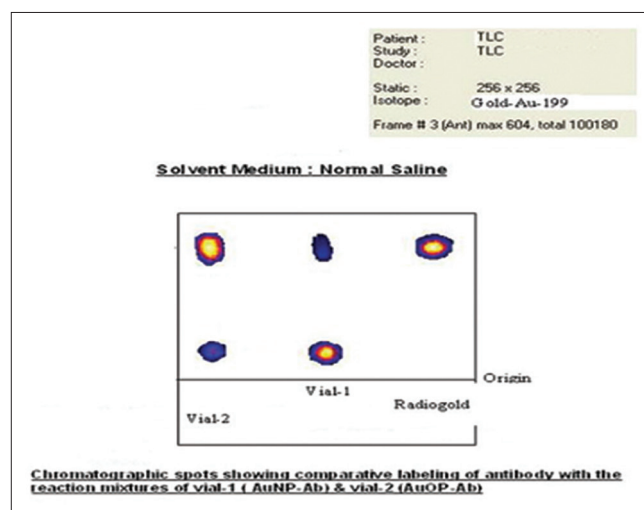 Patient : TLC
Study : TLC
Doctor :
Static : 256 x 256
Isotope : Gold-Au-199
Frame # 3 (Ant) max 604, total 100180
Solvent Medium : Normal Saline
Origin
Vial-1
Radiogold
Vial-2
Chromatographic spots showing comparative labeling of antibody with the
reaction mixtures of vial-1 ( AuNP-Ab) & vial-2 (AuOP-Ab)